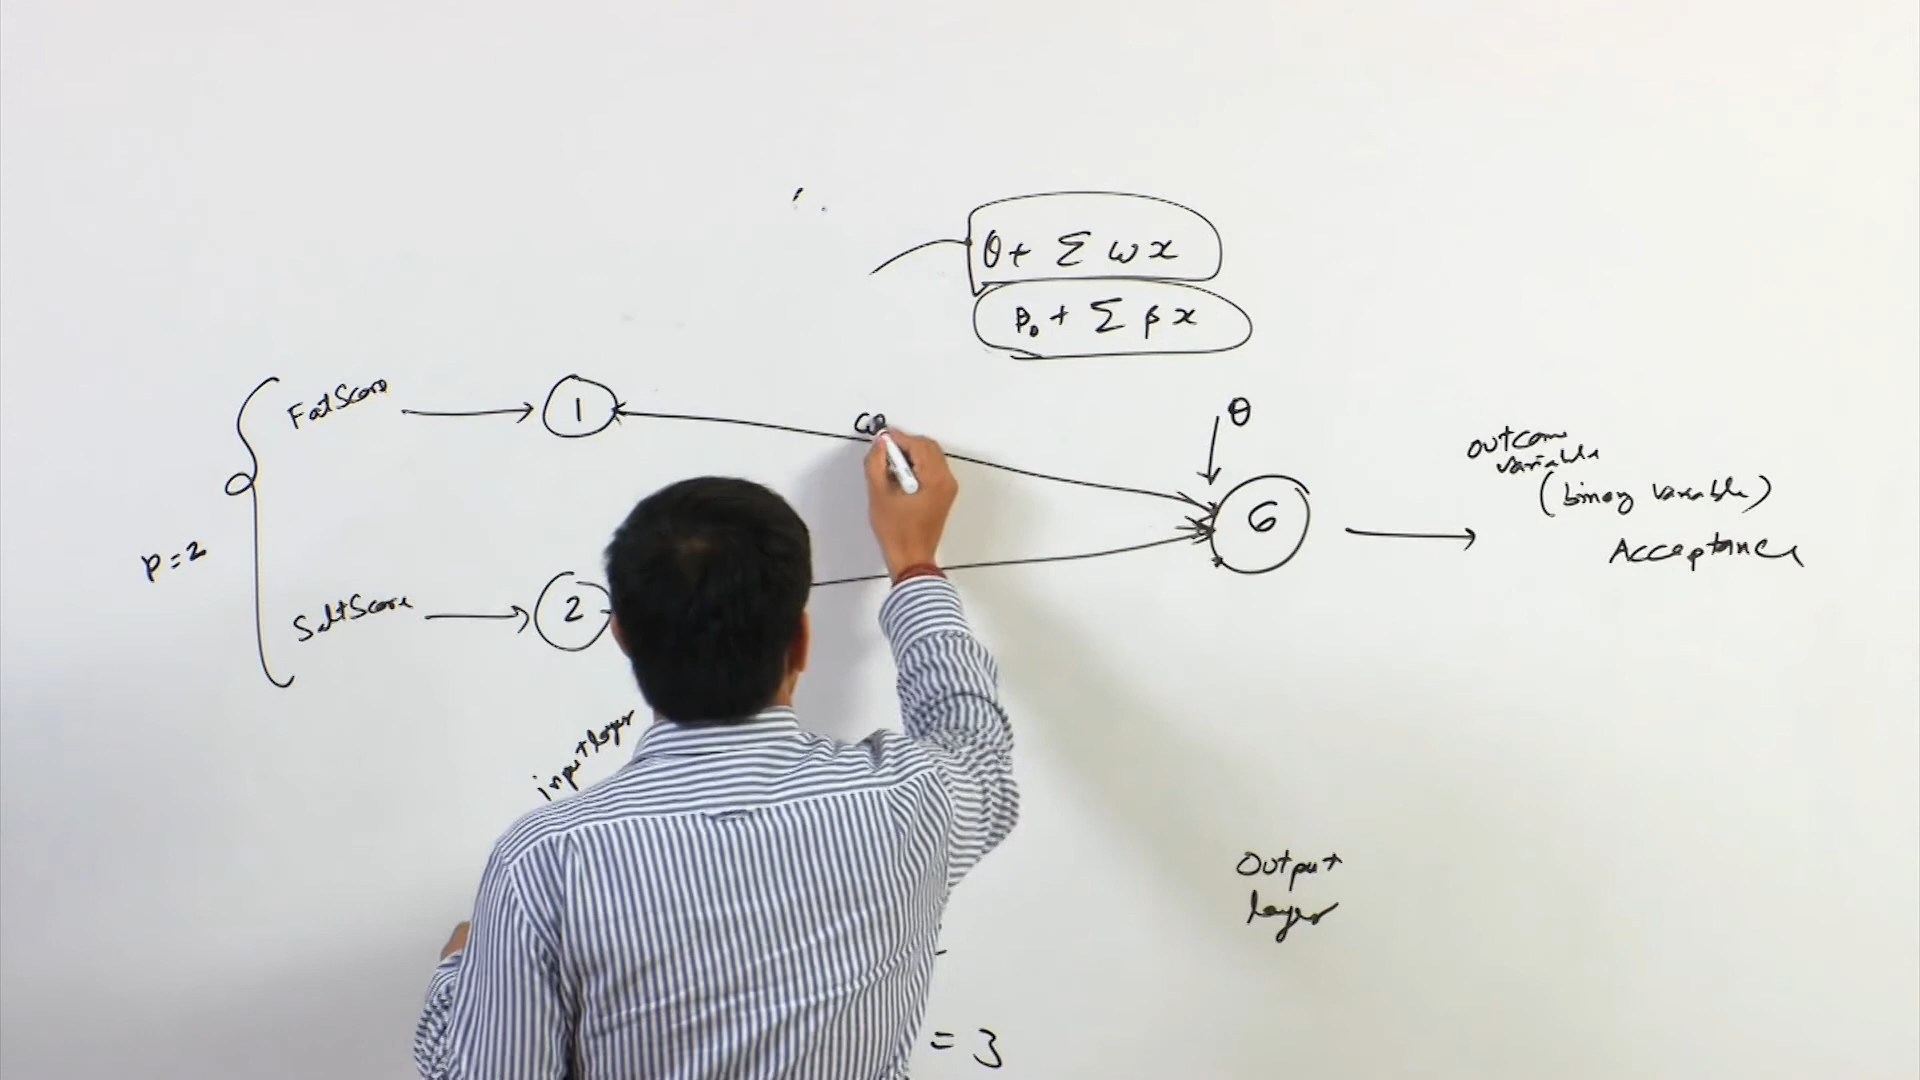 θ + Σ ω x
β₀ + Σ β x
FatScore
1
ω
θ
6
outcome
variable
(binary variable)
Acceptance
p = 2
SaltScore
2
input layer
output
layer
= 3